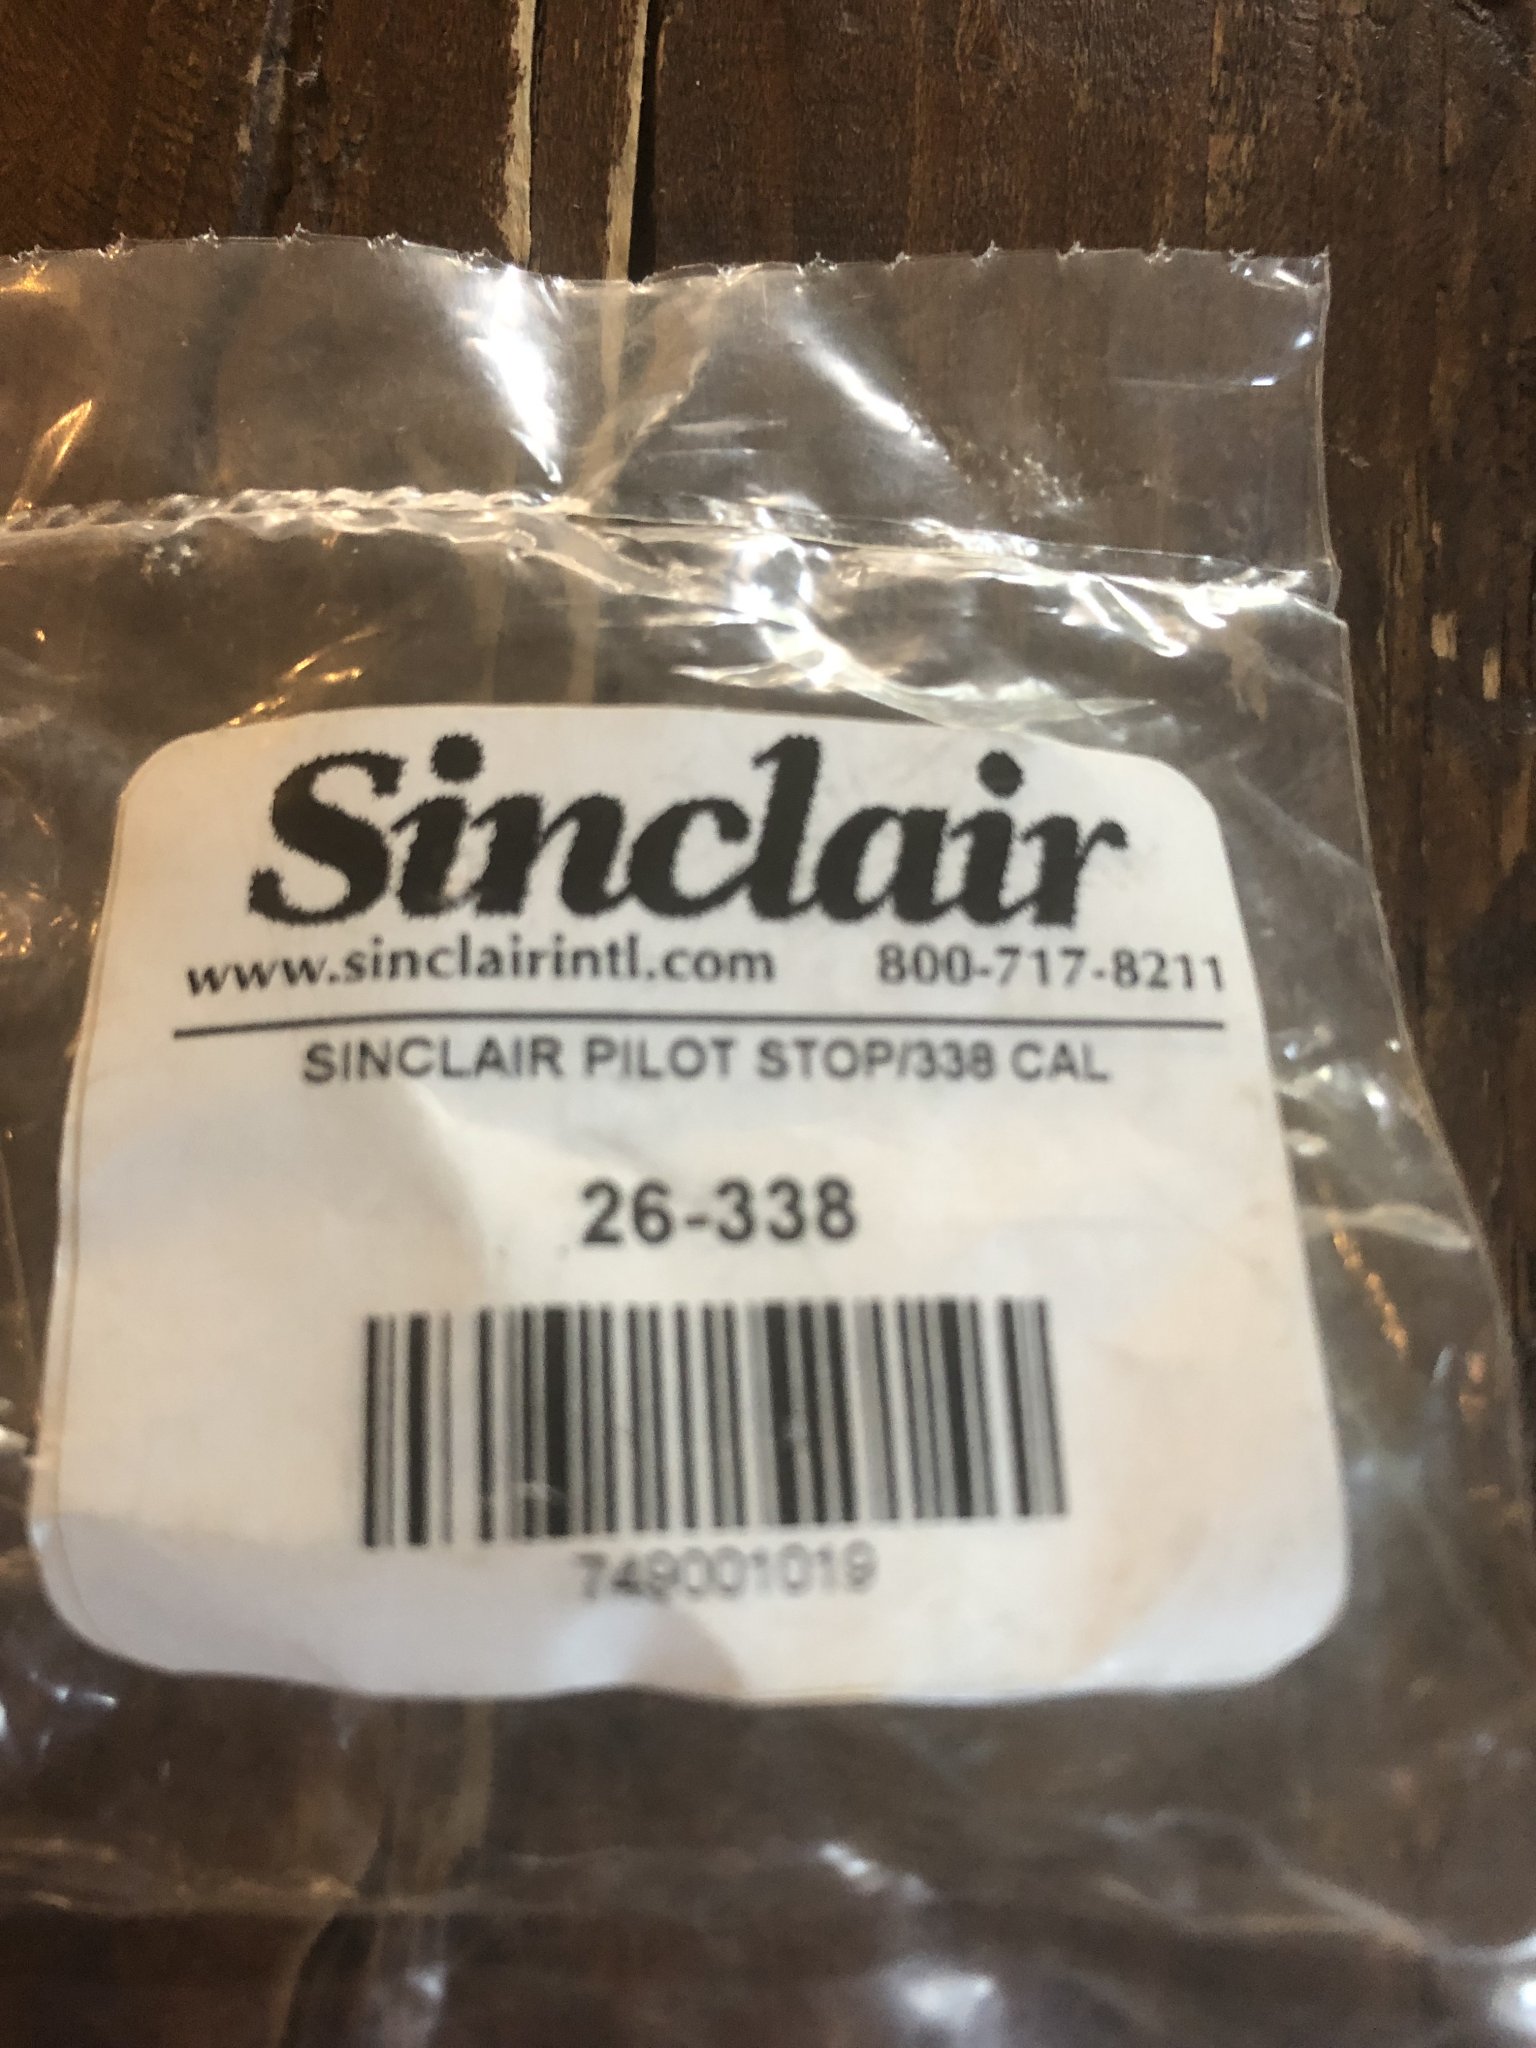 Sinclair
www.sinclairintl.com 800-717-8211
SINCLAIR PILOT STOP/338 CAL
26-338
749001019